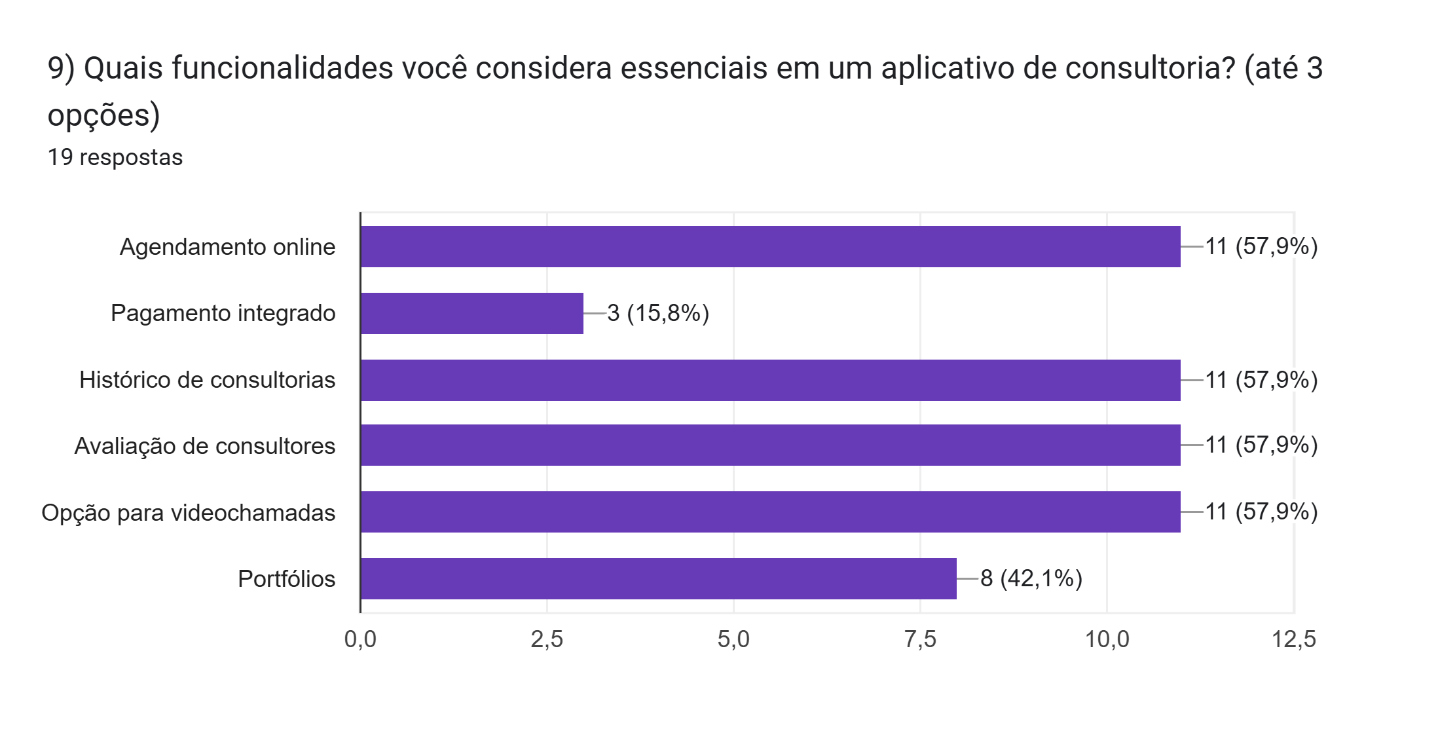 9) Quais funcionalidades você considera essenciais em um aplicativo de consultoria? (até 3
opções)
19 respostas
Agendamento online
11 (57,9%)
Pagamento integrado
3 (15,8%)
Histórico de consultorias
11 (57,9%)
Avaliação de consultores
11 (57,9%)
Opção para videochamadas
11 (57,9%)
Portfólios
8 (42,1%)
0,0 2,5 5,0 7,5 10,0 12,5